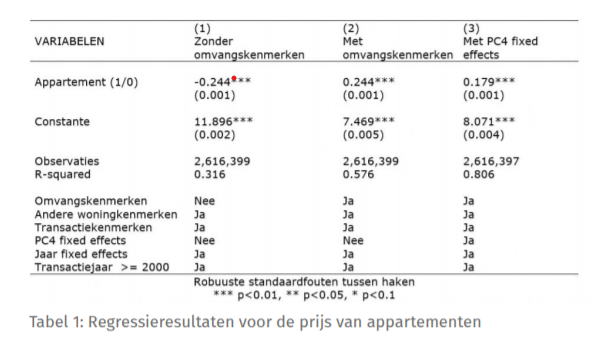 (1) (2) (3)
VARIABELEN Zonder Met Met PC4 fixed
omvangskenmerken omvangskenmerken effects
Appartement (1/0) -0.244*** 0.244*** 0.179***
(0.001) (0.001) (0.001)
Constante 11.896*** 7.469*** 8.071***
(0.002) (0.005) (0.004)
Observaties 2,616,399 2,616,399 2,616,397
R-squared 0.316 0.576 0.806
Omvangskenmerken Nee Ja Ja
Andere woningkenmerken Ja Ja Ja
Transactiekenmerken Ja Ja Ja
PC4 fixed effects Nee Nee Ja
Jaar fixed effects Ja Ja Ja
Transactiejaar >= 2000 Ja Ja Ja
Robuuste standaardfouten tussen haken
*** p<0.01, ** p<0.05, * p<0.1
Tabel 1: Regressieresultaten voor de prijs van appartementen